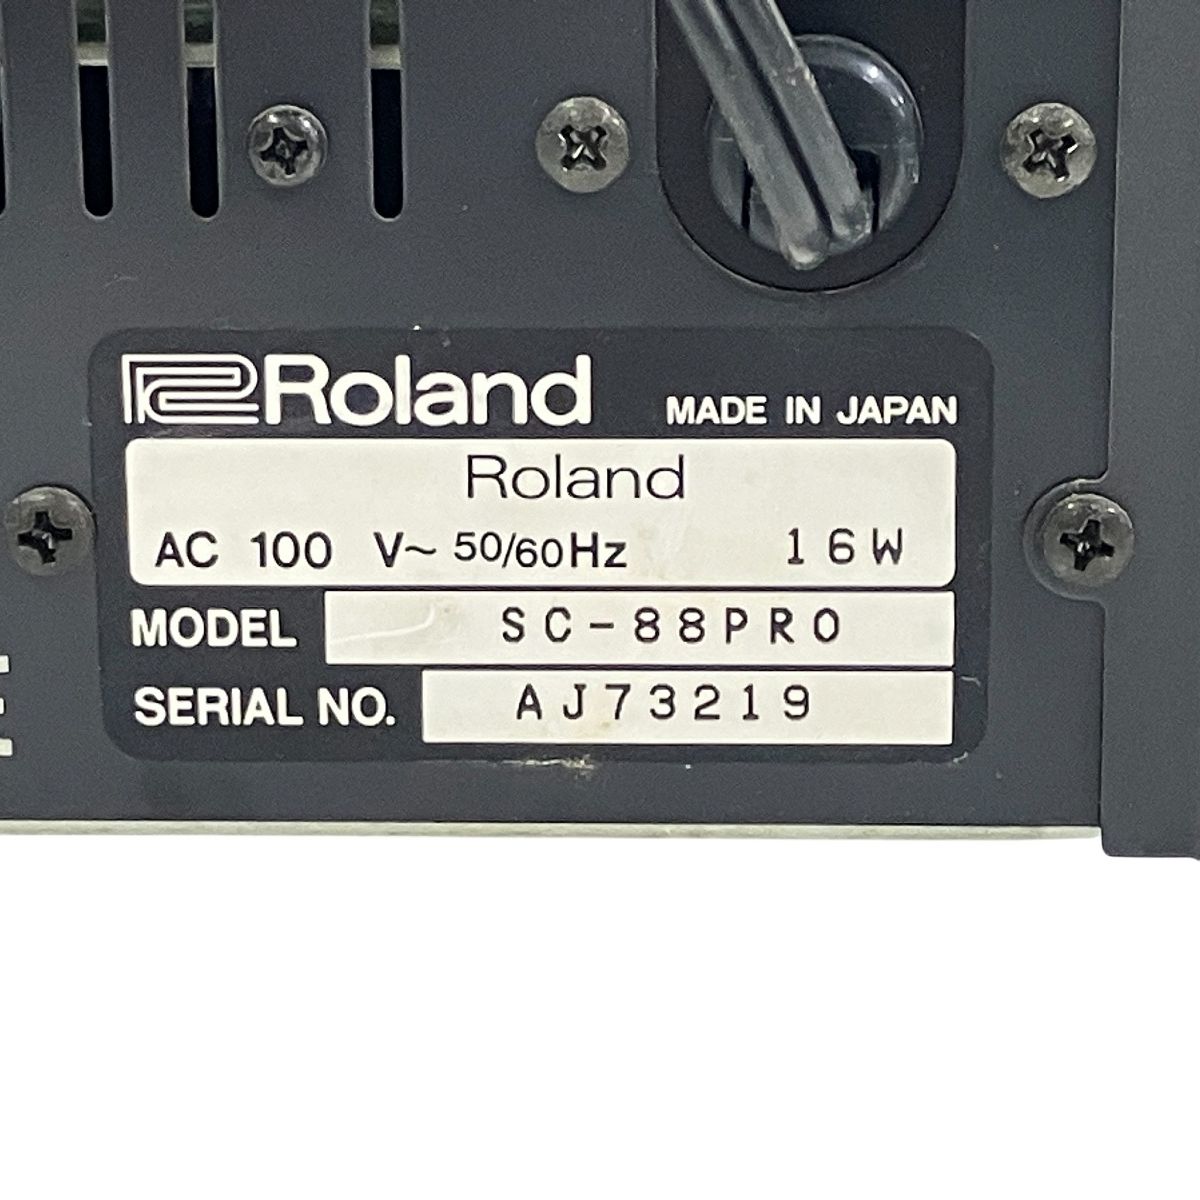 Roland MADE IN JAPAN
Roland
AC 100 V~ 50/60Hz 16W
MODEL SC-88PRO
SERIAL NO. AJ73219